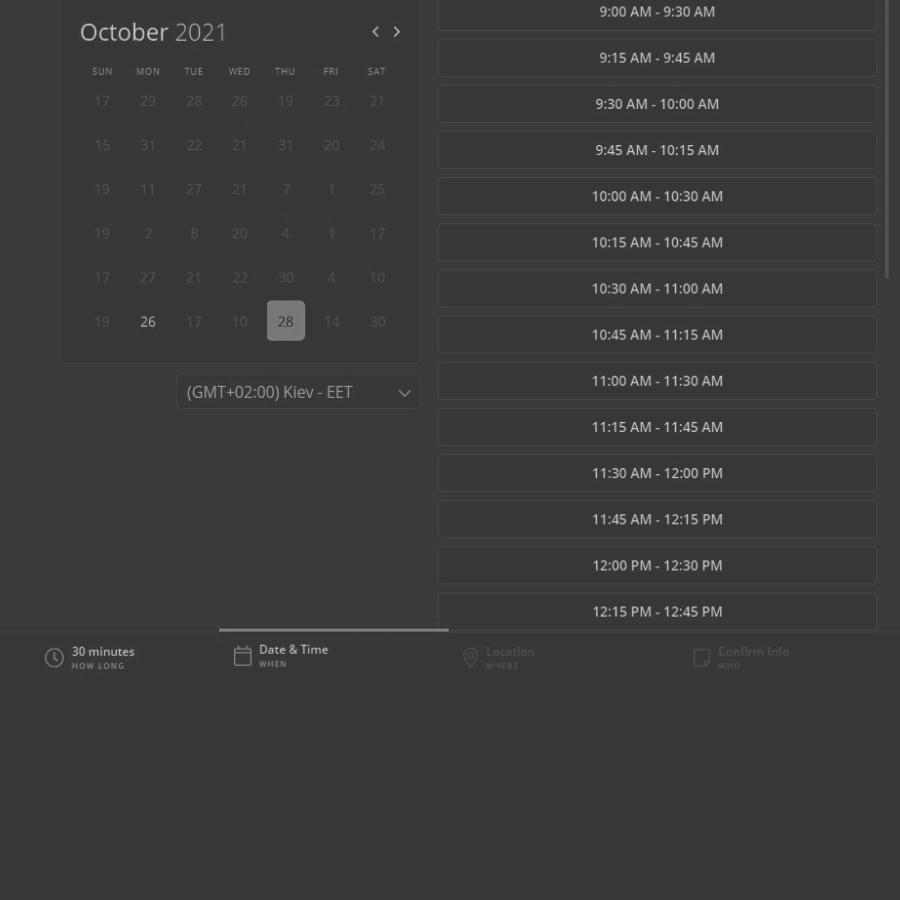 October 2021
SUN MON TUE WED THU FRI SAT
17 29 28 26 19 23 21
15 31 22 21 31 20 24
19 11 27 21 7 1 25
19 2 8 20 4 1 17
17 27 21 22 30 4 10
19 26 17 10 28 14 30
(GMT+02:00) Kiev - EET
9:00 AM - 9:30 AM
9:15 AM - 9:45 AM
9:30 AM - 10:00 AM
9:45 AM - 10:15 AM
10:00 AM - 10:30 AM
10:15 AM - 10:45 AM
10:30 AM - 11:00 AM
10:45 AM - 11:15 AM
11:00 AM - 11:30 AM
11:15 AM - 11:45 AM
11:30 AM - 12:00 PM
11:45 AM - 12:15 PM
12:00 PM - 12:30 PM
12:15 PM - 12:45 PM
30 minutes
HOW LONG
Date & Time
WHEN
Location
WHERE
Confirm Info
WHO